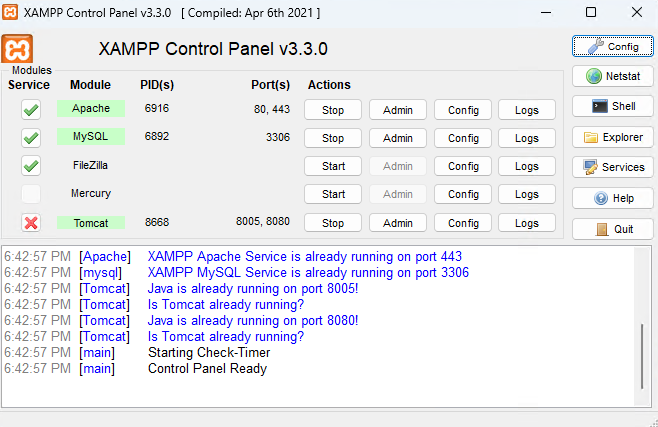 XAMPP Control Panel v3.3.0 [ Compiled: Apr 6th 2021 ]
XAMPP Control Panel v3.3.0
Config
Modules
Service Module PID(s) Port(s) Actions
Netstat
Apache 6916 80, 443 Stop Admin Config Logs
Shell
MySQL 6892 3306 Stop Admin Config Logs
Explorer
FileZilla Start Admin Config Logs
Services
Mercury Start Admin Config Logs
Help
Tomcat 8668 8005, 8080 Stop Admin Config Logs
Quit
6:42:57 PM [Apache] XAMPP Apache Service is already running on port 443
6:42:57 PM [mysql] XAMPP MySQL Service is already running on port 3306
6:42:57 PM [Tomcat] Java is already running on port 8005!
6:42:57 PM [Tomcat] Is Tomcat already running?
6:42:57 PM [Tomcat] Java is already running on port 8080!
6:42:57 PM [Tomcat] Is Tomcat already running?
6:42:57 PM [main] Starting Check-Timer
6:42:57 PM [main] Control Panel Ready